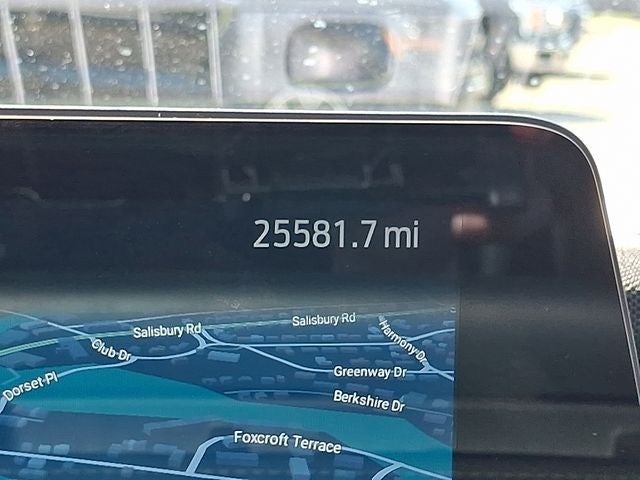 25581.7 mi
Salisbury Rd
Salisbury Rd
Harmony Dr
Club Dr
Greenway Dr
Dorset Pl
Berkshire Dr
Foxcroft Terrace